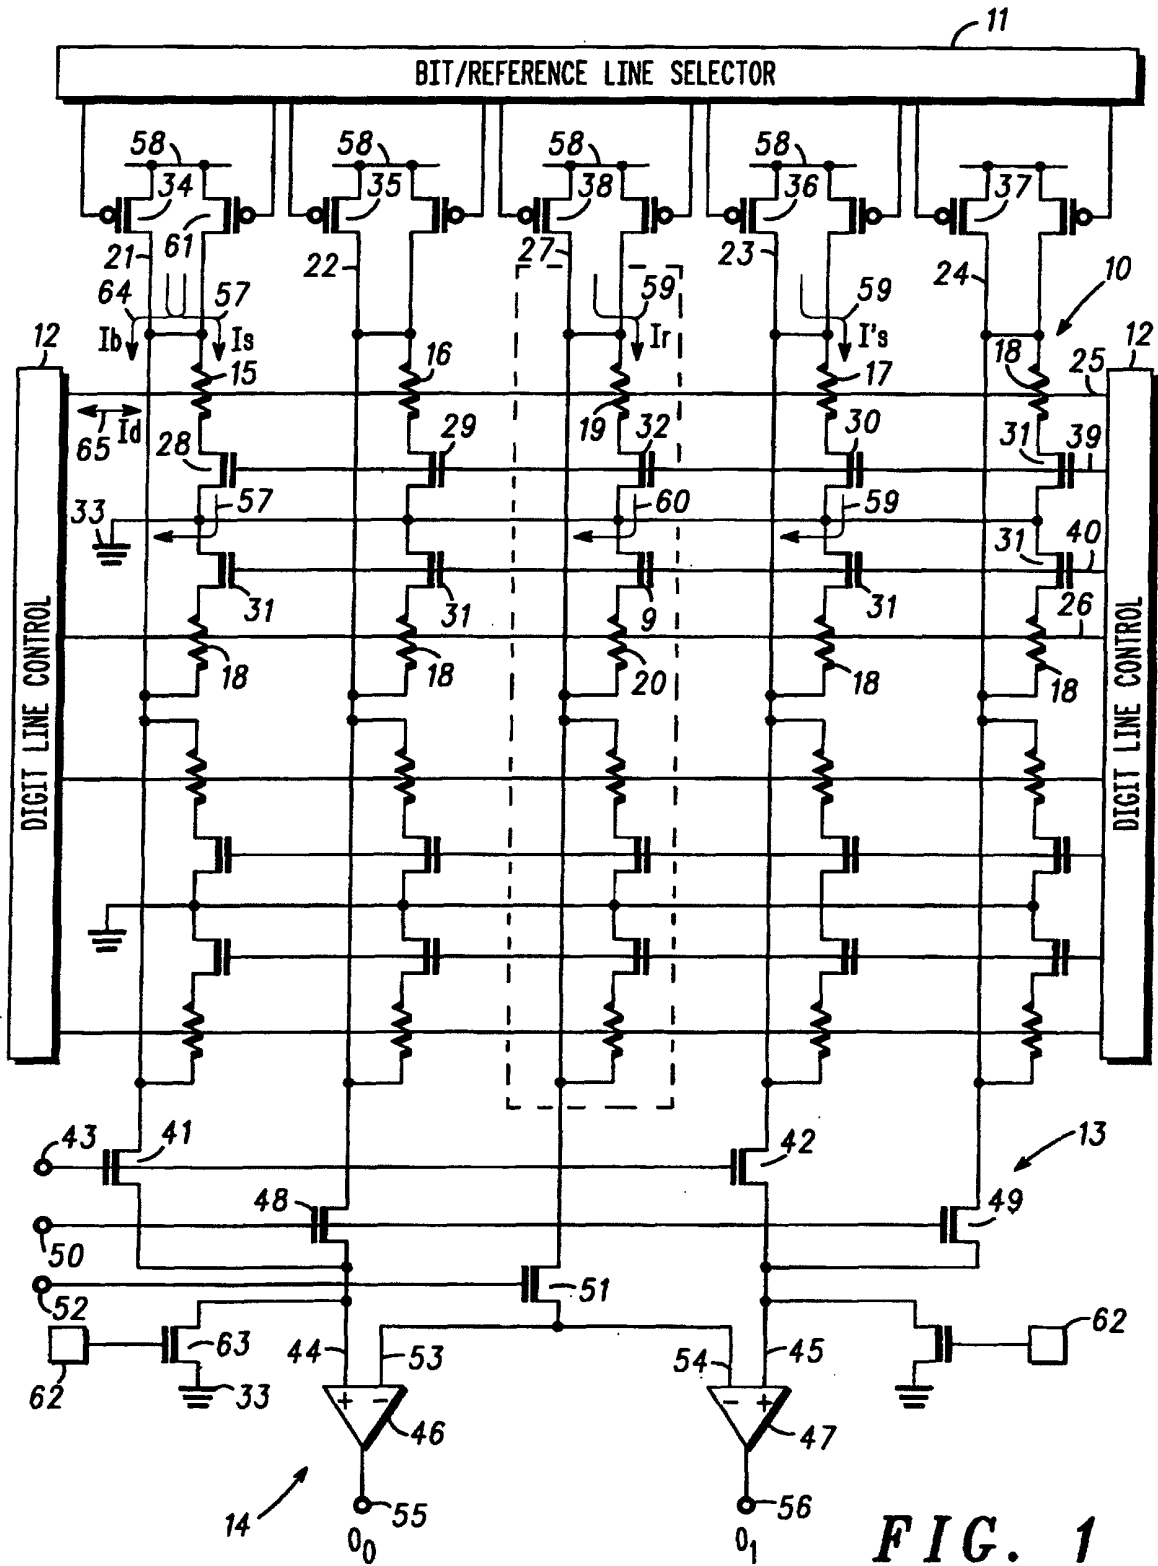 11
BIT/REFERENCE LINE SELECTOR
58 58 58 58
34 35 38 36 37
61
21 22 27 23 24
10
64 57 59 59
Ib Is Ir I's
12 12
15 16 17 18 25
19
Id
65
28 29 32 30 31 39
57 60 59
33
31 40
31 31 9 31 26
18 18 20 18 18
DIGIT LINE CONTROL
DIGIT LINE CONTROL
43 41 42 13
48 49
50
51
52
63 44 53 54 45 62
62 33
+ − − +
46 47
14 55 56
O0 O1
FIG. 1